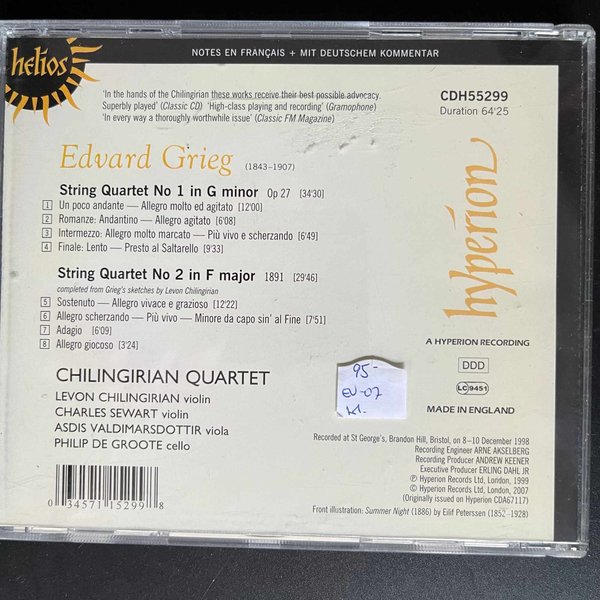 helios
NOTES EN FRANÇAIS + MIT DEUTSCHEM KOMMENTAR
'In the hands of the Chilingirian these works receive their best possible advocacy.
Superbly played' (Classic CD) 'High-class playing and recording' (Gramophone)
'In every way a thoroughly worthwhile issue' (Classic FM Magazine)
CDH55299
Duration 64'25
Edvard Grieg (1843–1907)
String Quartet No 1 in G minor Op 27 [34'30]
1 Un poco andante — Allegro molto ed agitato [12'00]
2 Romanze: Andantino — Allegro agitato [6'08]
3 Intermezzo: Allegro molto marcato — Più vivo e scherzando [6'49]
4 Finale: Lento — Presto al Saltarello [9'33]
String Quartet No 2 in F major 1891 [29'46]
completed from Grieg's sketches by Levon Chilingirian
5 Sostenuto — Allegro vivace e grazioso [12'22]
6 Allegro scherzando — Più vivo — Minore da capo sin' al Fine [7'51]
7 Adagio [6'09]
8 Allegro giocoso [3'24]
hyperion
A HYPERION RECORDING
DDD
LC 9451
MADE IN ENGLAND
CHILINGIRIAN QUARTET
LEVON CHILINGIRIAN violin
CHARLES SEWART violin
ASDIS VALDIMARSDOTTIR viola
PHILIP DE GROOTE cello
95-
EU-07
Recorded at St George's, Brandon Hill, Bristol, on 8–10 December 1998
Recording Engineer ARNE AKSELBERG
Recording Producer ANDREW KEENER
Executive Producer ERLING DAHL JR
℗ Hyperion Records Ltd, London, 1999
© Hyperion Records Ltd, London, 2007
(Originally issued on Hyperion CDA67117)
Front illustration: Summer Night (1886) by Eilif Peterssen (1852–1928)
0 34571 15299 8